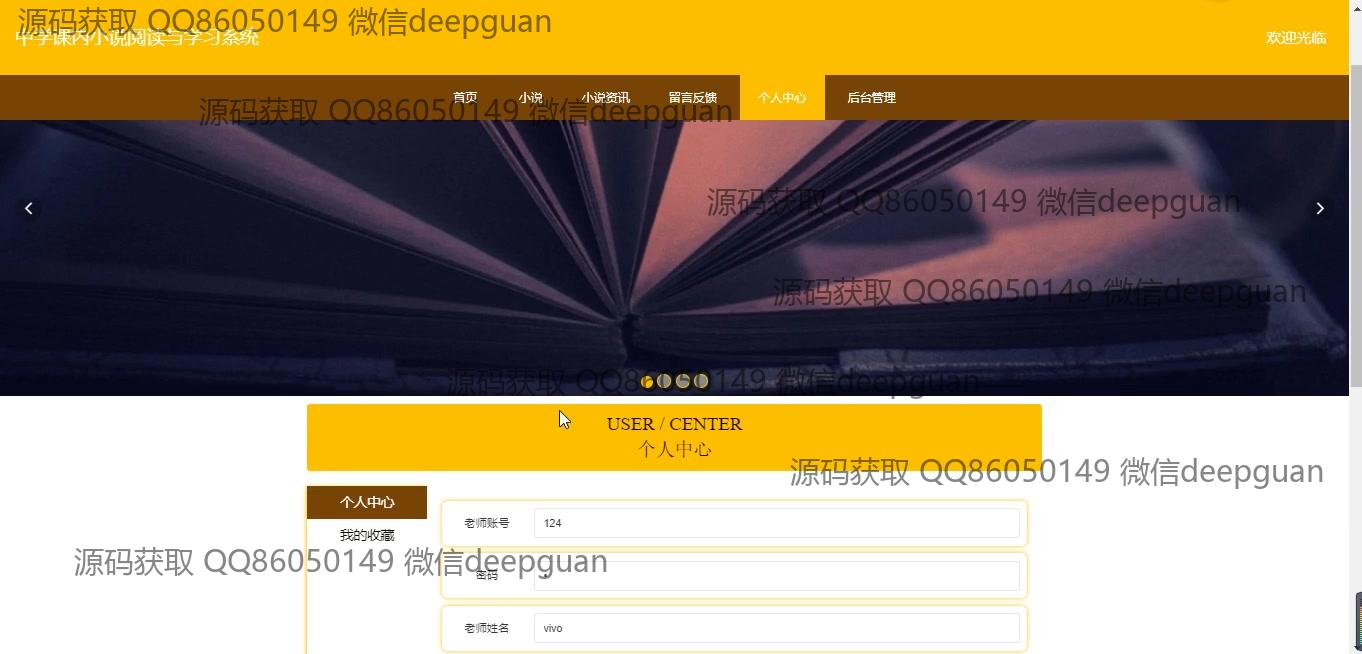 源码获取 QQ86050149 微信deepguan
中学课内小说阅读与学习系统
欢迎光临
首页 小说 小说资讯 留言反馈 个人中心 后台管理
源码获取 QQ86050149 微信deepguan
源码获取 QQ86050149 微信deepguan
源码获取 QQ86050149 微信deepguan
源码获取 QQ86050149 微信deepguan
USER / CENTER
个人中心
源码获取 QQ86050149 微信deepguan
个人中心
我的收藏
老师账号 124
源码获取 QQ86050149 微信deepguan
密码
老师姓名 vivo